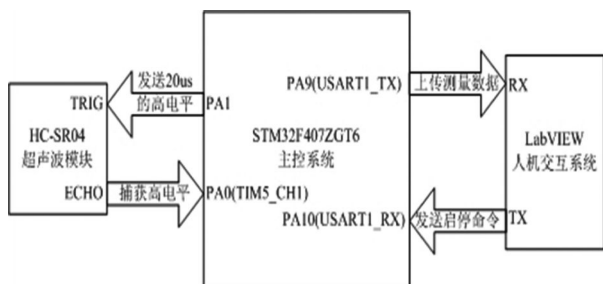 发送20us
的高电平
TRIG
HC-SR04
超声波模块
ECHO
捕获高电平
PA1
STM32F407ZGT6
主控系统
PA0(TIM5_CH1)
PA9(USART1_TX)
PA10(USART1_RX)
上传测量数据
发送启停命令
RX
LabVIEW
人机交互系统
TX